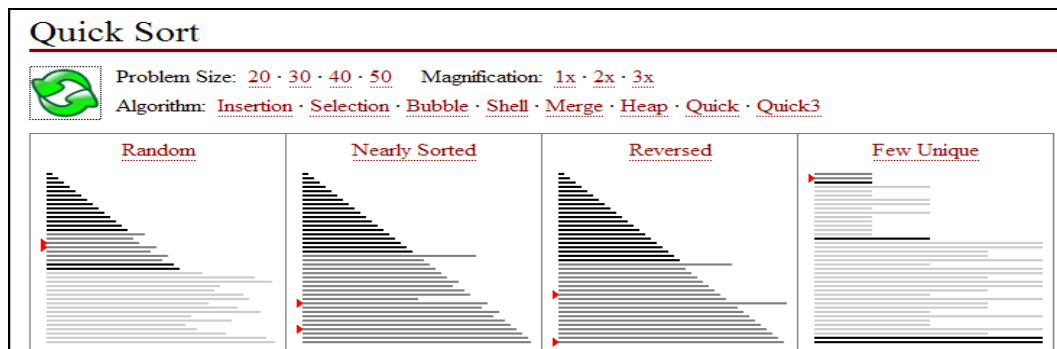 Quick Sort
Problem Size: 20 · 30 · 40 · 50 Magnification: 1x · 2x · 3x
Algorithm: Insertion · Selection · Bubble · Shell · Merge · Heap · Quick · Quick3
Random Nearly Sorted Reversed Few Unique